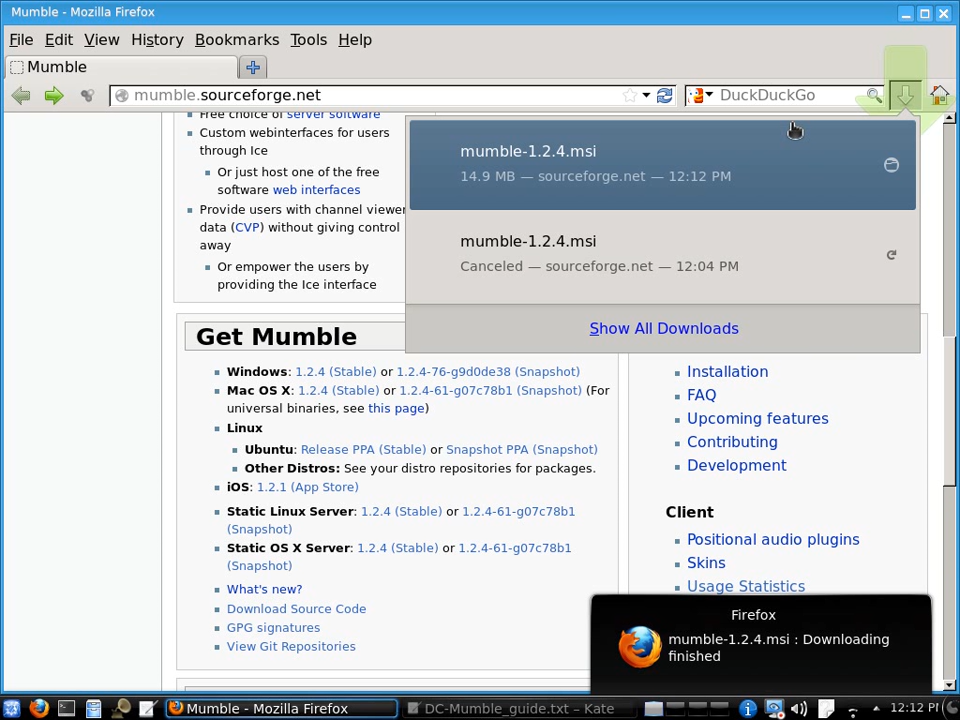 Mumble - Mozilla Firefox
File Edit View History Bookmarks Tools Help
Mumble
mumble.sourceforge.net
DuckDuckGo
Free choice of server software
Custom webinterfaces for users
through Ice
Or just host one of the free
software web interfaces
Provide users with channel viewer
data (CVP) without giving control
away
Or empower the users by
providing the Ice interface
mumble-1.2.4.msi
14.9 MB — sourceforge.net — 12:12 PM
mumble-1.2.4.msi
Canceled — sourceforge.net — 12:04 PM
Show All Downloads
Get Mumble
Windows: 1.2.4 (Stable) or 1.2.4-76-g9d0de38 (Snapshot)
Mac OS X: 1.2.4 (Stable) or 1.2.4-61-g07c78b1 (Snapshot) (For
universal binaries, see this page)
Linux
Ubuntu: Release PPA (Stable) or Snapshot PPA (Snapshot)
Other Distros: See your distro repositories for packages.
iOS: 1.2.1 (App Store)
Static Linux Server: 1.2.4 (Stable) or 1.2.4-61-g07c78b1
(Snapshot)
Static OS X Server: 1.2.4 (Stable) or 1.2.4-61-g07c78b1
(Snapshot)
What's new?
Download Source Code
GPG signatures
View Git Repositories
Installation
FAQ
Upcoming features
Contributing
Development
Client
Positional audio plugins
Skins
Usage Statistics
Firefox
mumble-1.2.4.msi : Downloading
finished
Mumble - Mozilla Firefox
DC-Mumble_guide.txt – Kate
12:12 PM